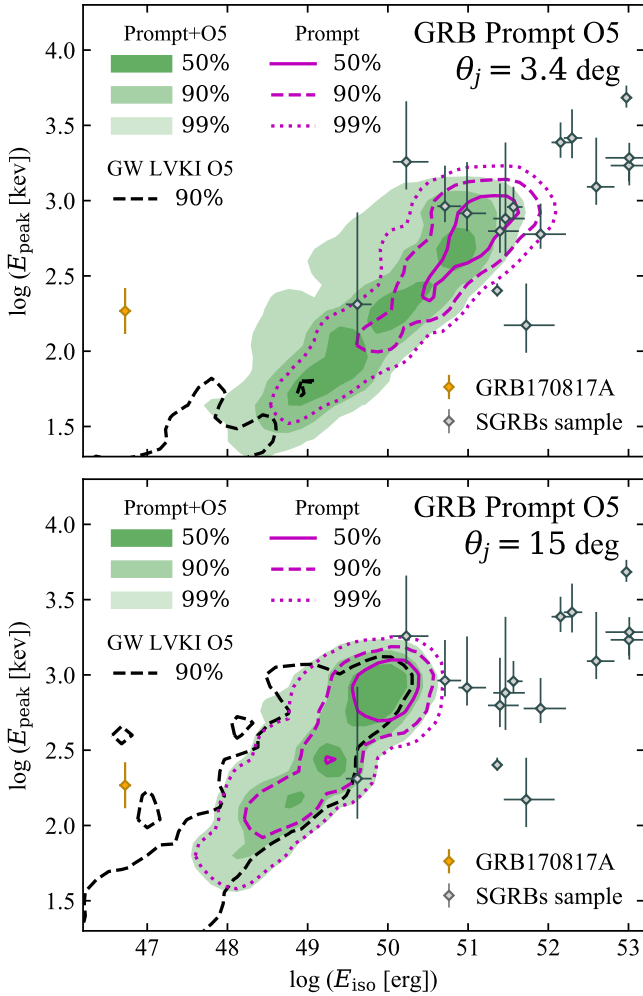 GRB Prompt O5
θj = 3.4 deg
Prompt+O5 Prompt
50% 50%
90% 90%
99% 99%
GW LVKI O5
90%
4.0
3.5
3.0
2.5
2.0
1.5
log (Epeak [kev])
GRB170817A
SGRBs sample
GRB Prompt O5
θj = 15 deg
Prompt+O5 Prompt
50% 50%
90% 90%
99% 99%
GW LVKI O5
90%
4.0
3.5
3.0
2.5
2.0
1.5
log (Epeak [kev])
GRB170817A
SGRBs sample
47 48 49 50 51 52 53
log (Eiso [erg])